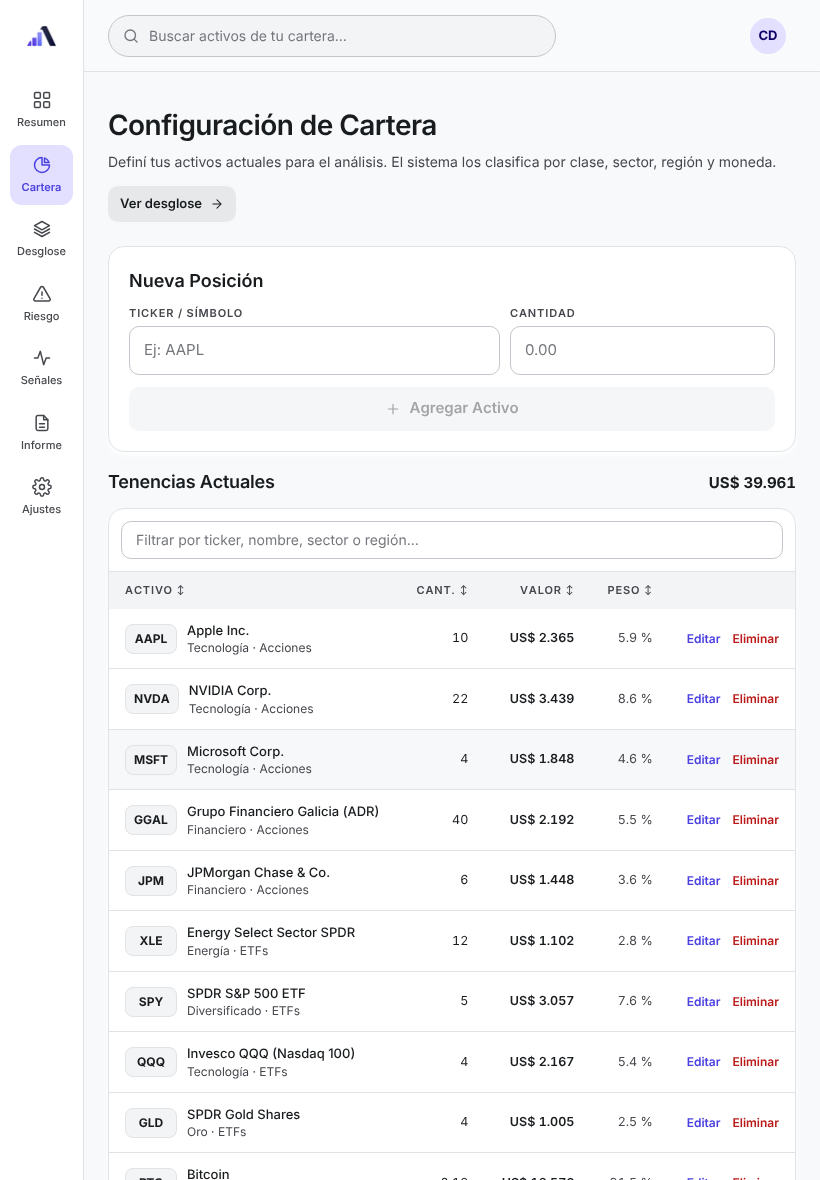 Buscar activos de tu cartera...
CD
Resumen
Cartera
Desglose
Riesgo
Señales
Informe
Ajustes
Configuración de Cartera
Definí tus activos actuales para el análisis. El sistema los clasifica por clase, sector, región y moneda.
Ver desglose →
Nueva Posición
TICKER / SÍMBOLO CANTIDAD
Ej: AAPL 0.00
+ Agregar Activo
Tenencias Actuales US$ 39.961
Filtrar por ticker, nombre, sector o región...
ACTIVO ↕ CANT. ↕ VALOR ↕ PESO ↕
AAPL Apple Inc. 10 US$ 2.365 5.9 % Editar Eliminar
Tecnología · Acciones
NVDA NVIDIA Corp. 22 US$ 3.439 8.6 % Editar Eliminar
Tecnología · Acciones
MSFT Microsoft Corp. 4 US$ 1.848 4.6 % Editar Eliminar
Tecnología · Acciones
GGAL Grupo Financiero Galicia (ADR) 40 US$ 2.192 5.5 % Editar Eliminar
Financiero · Acciones
JPM JPMorgan Chase & Co. 6 US$ 1.448 3.6 % Editar Eliminar
Financiero · Acciones
XLE Energy Select Sector SPDR 12 US$ 1.102 2.8 % Editar Eliminar
Energía · ETFs
SPY SPDR S&P 500 ETF 5 US$ 3.057 7.6 % Editar Eliminar
Diversificado · ETFs
QQQ Invesco QQQ (Nasdaq 100) 4 US$ 2.167 5.4 % Editar Eliminar
Tecnología · ETFs
GLD SPDR Gold Shares 4 US$ 1.005 2.5 % Editar Eliminar
Oro · ETFs
Bitcoin